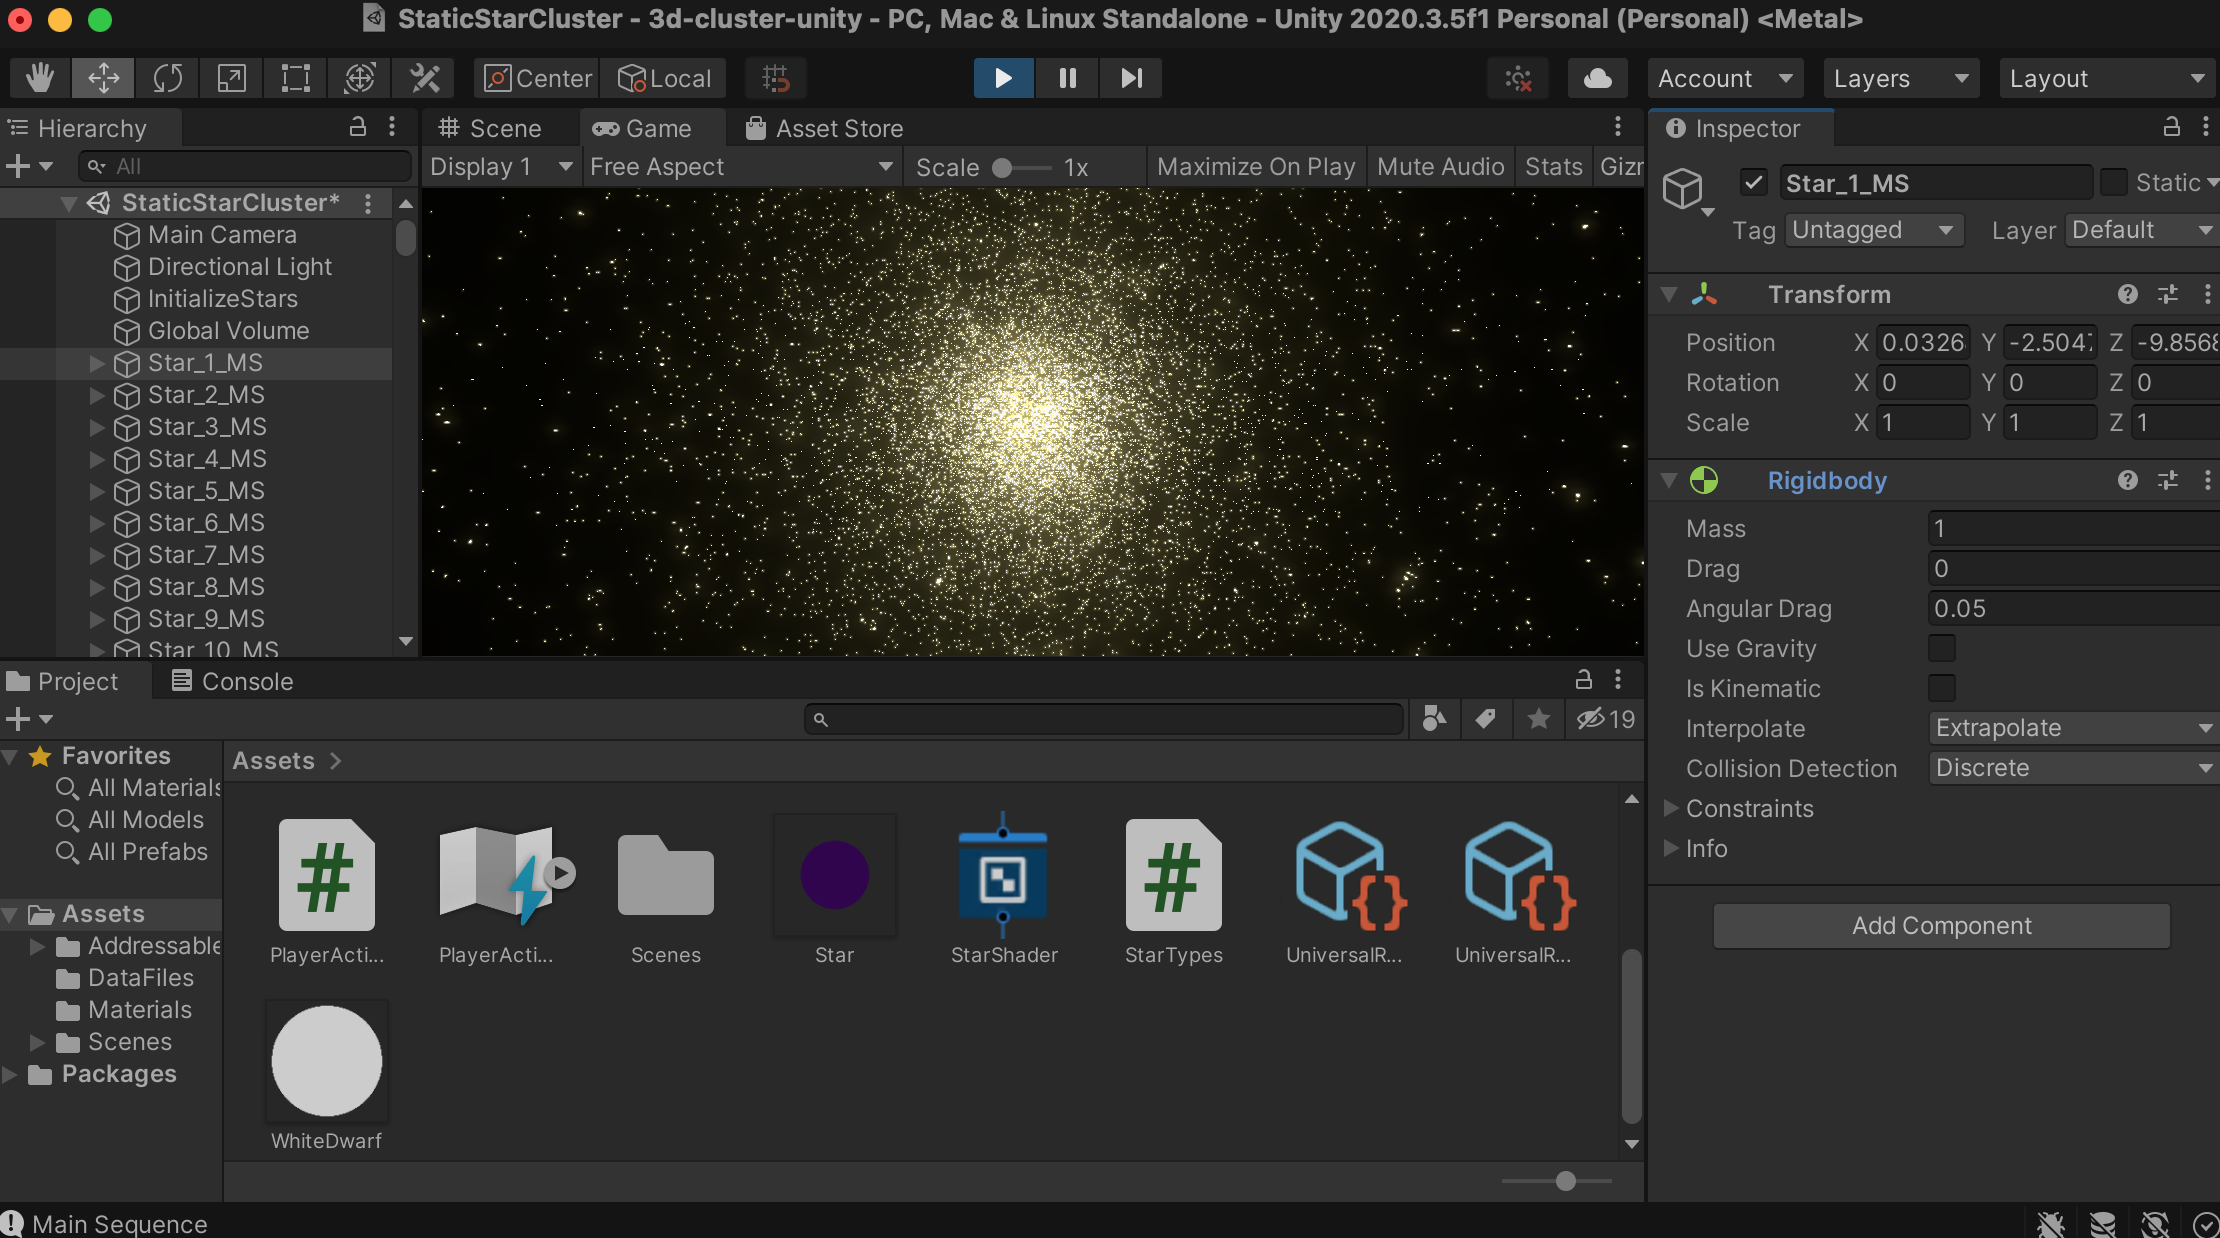 StaticStarCluster - 3d-cluster-unity - PC, Mac & Linux Standalone - Unity 2020.3.5f1 Personal (Personal) <Metal>
Center Local Account Layers Layout
Hierarchy
All
StaticStarCluster*
Main Camera
Directional Light
InitializeStars
Global Volume
Star_1_MS
Star_2_MS
Star_3_MS
Star_4_MS
Star_5_MS
Star_6_MS
Star_7_MS
Star_8_MS
Star_9_MS
Star_10_MS
Scene Game Asset Store
Display 1 Free Aspect Scale 1x Maximize On Play Mute Audio Stats Gizr
Inspector
Star_1_MS Static
Tag Untagged Layer Default
Transform
Position X 0.0326 Y -2.5047 Z -9.8568
Rotation X 0 Y 0 Z 0
Scale X 1 Y 1 Z 1
Rigidbody
Mass 1
Drag 0
Angular Drag 0.05
Use Gravity
Is Kinematic
Interpolate Extrapolate
Collision Detection Discrete
Constraints
Info
Add Component
Project Console
19
Favorites
All Materials
All Models
All Prefabs
Assets
Addressable
DataFiles
Materials
Scenes
Packages
Assets
PlayerActi... PlayerActi... Scenes Star StarShader StarTypes UniversalR... UniversalR...
WhiteDwarf
Main Sequence